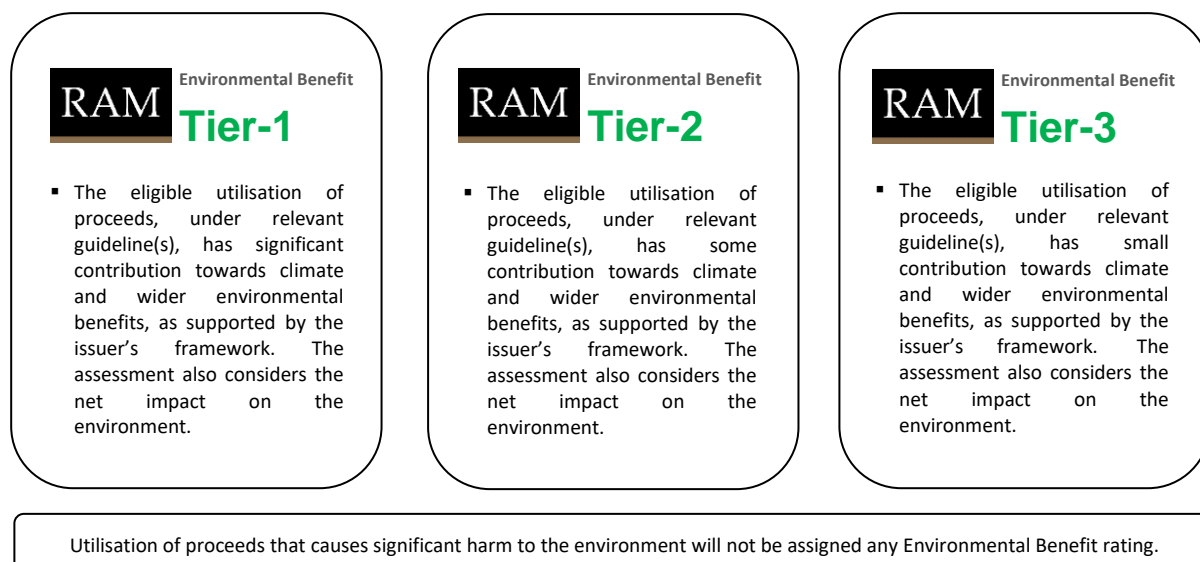 RAM
Environmental Benefit
Tier-1
▪ The eligible utilisation of
proceeds, under relevant
guideline(s), has significant
contribution towards climate
and wider environmental
benefits, as supported by the
issuer’s framework. The
assessment also considers the
net impact on the
environment.
RAM
Environmental Benefit
Tier-2
▪ The eligible utilisation of
proceeds, under relevant
guideline(s), has some
contribution towards climate
and wider environmental
benefits, as supported by the
issuer’s framework. The
assessment also considers the
net impact on the
environment.
RAM
Environmental Benefit
Tier-3
▪ The eligible utilisation of
proceeds, under relevant
guideline(s), has small
contribution towards climate
and wider environmental
benefits, as supported by the
issuer’s framework. The
assessment also considers the
net impact on the
environment.
Utilisation of proceeds that causes significant harm to the environment will not be assigned any Environmental Benefit rating.